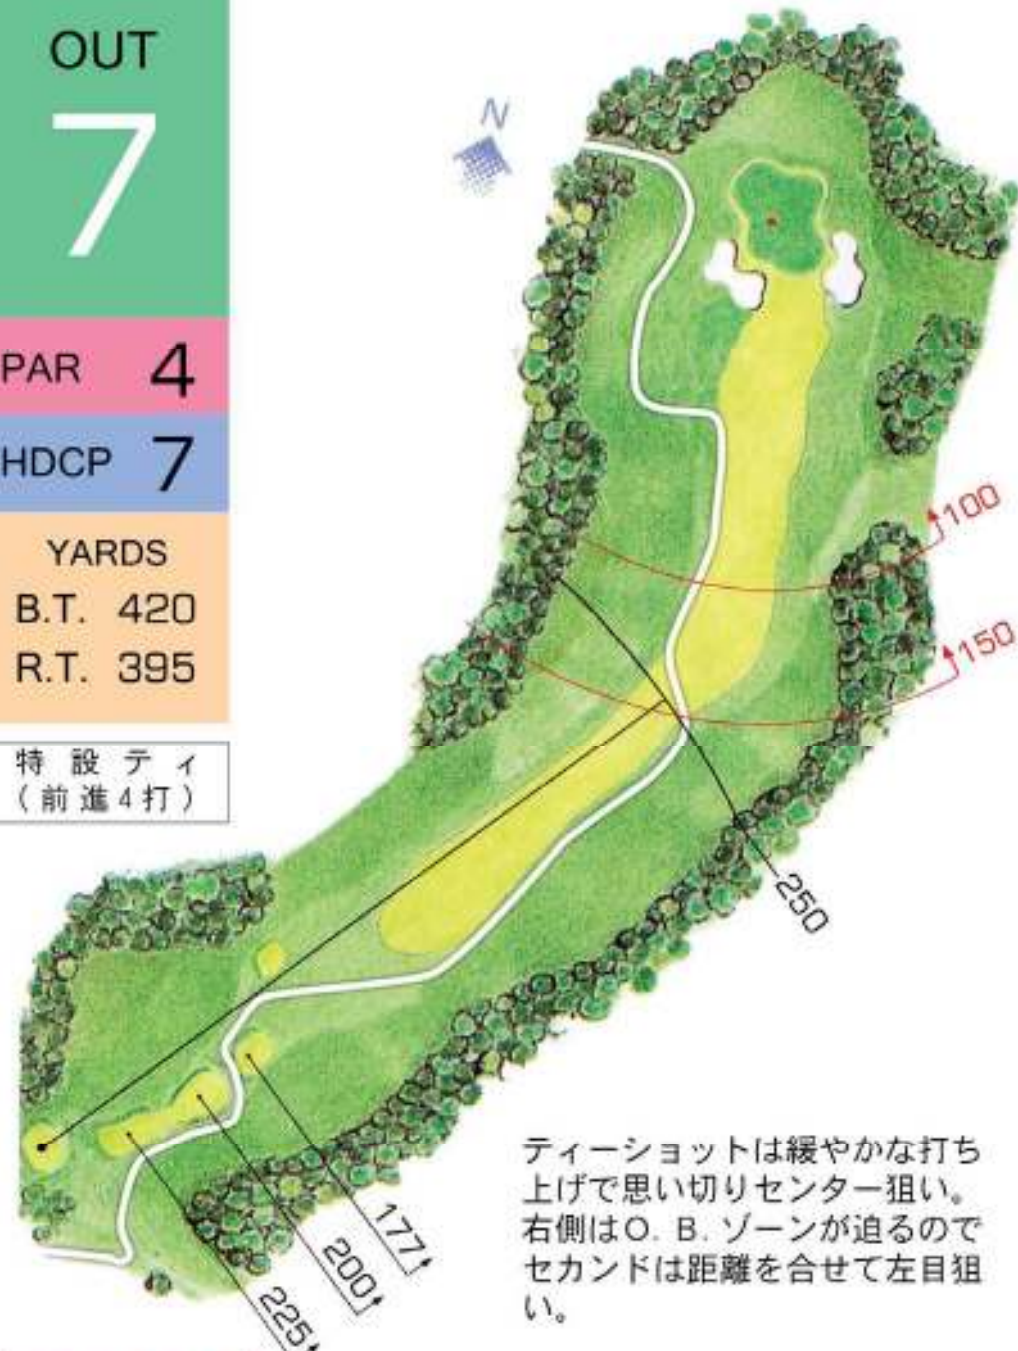 OUT
7
PAR 4
HDCP 7
YARDS
B.T. 420
R.T. 395
特設ティ
(前進4打)
N
100
150
250
177
200
225
ティーショットは緩やかな打ち
上げで思い切りセンター狙い。
右側はO. B. ゾーンが迫るので
セカンドは距離を合せて左目狙
い。